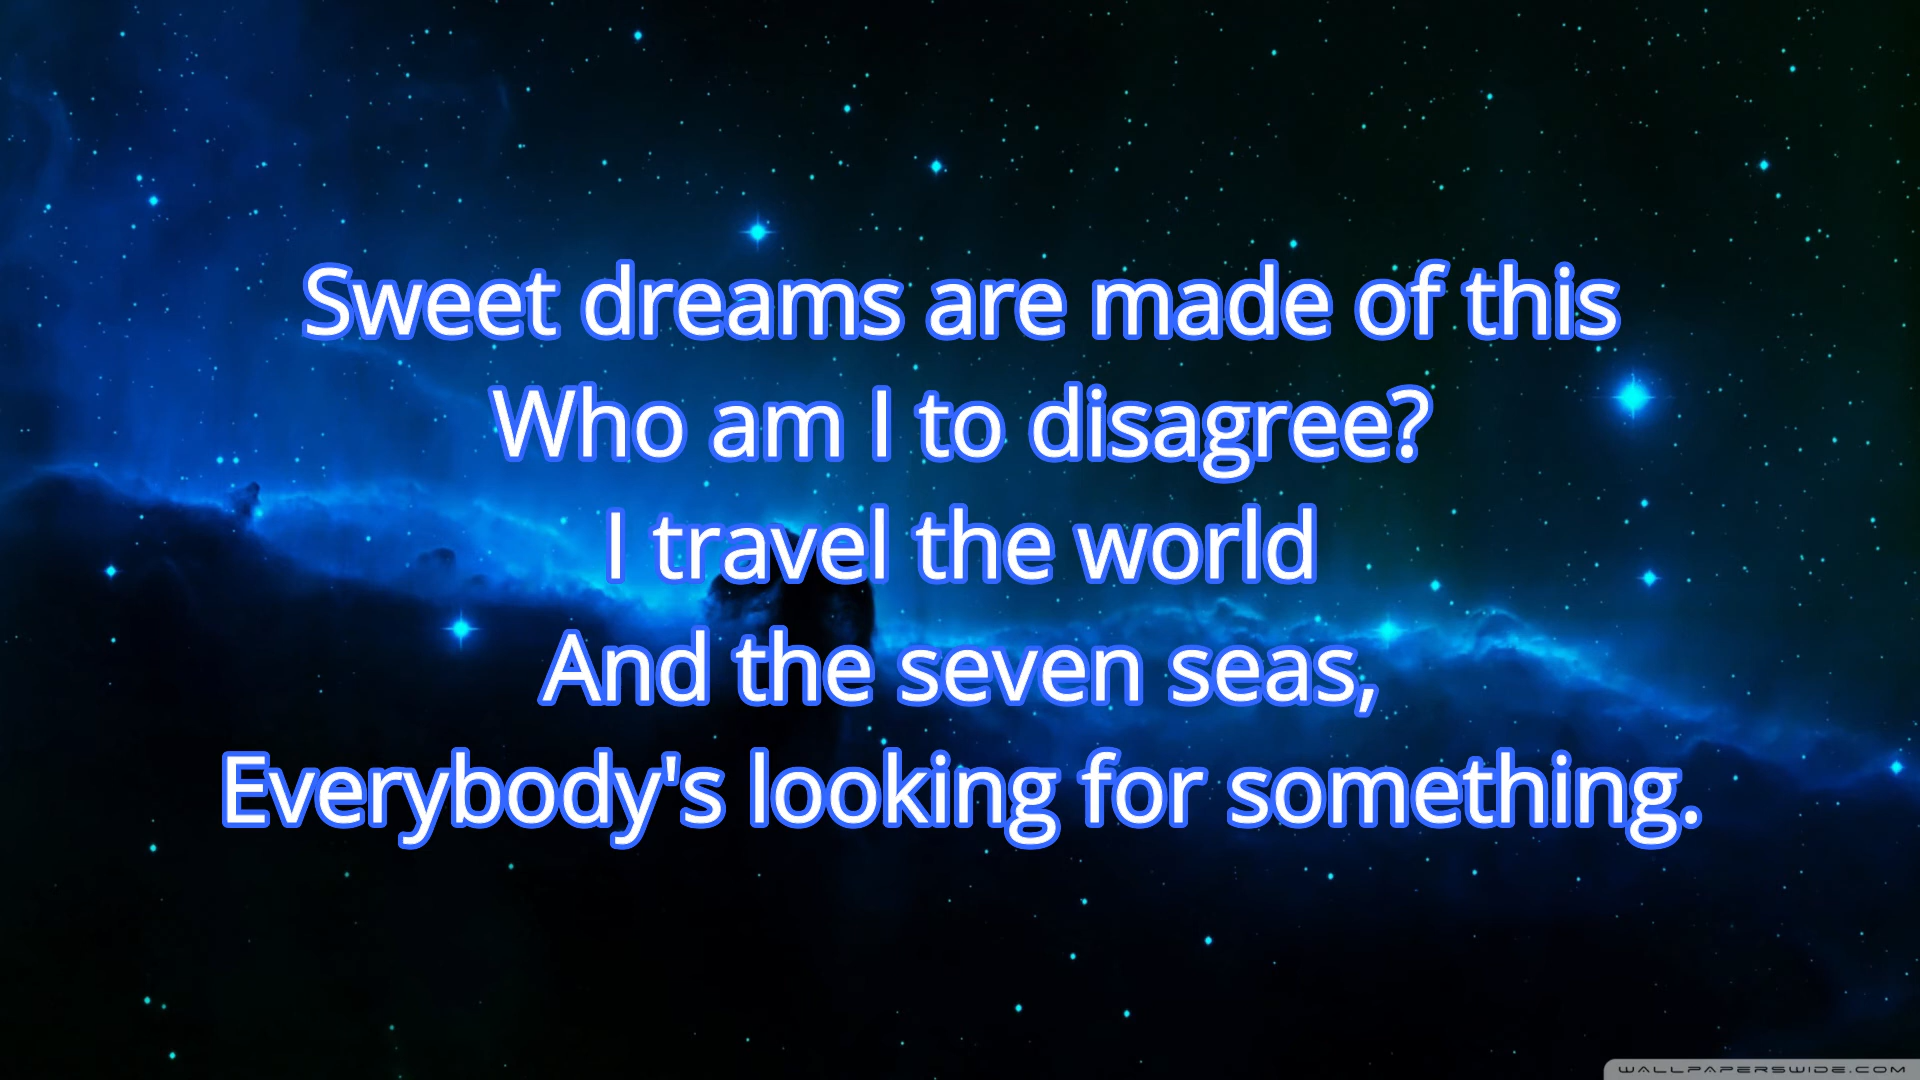 Sweet dreams are made of this
Who am I to disagree?
I travel the world
And the seven seas,
Everybody's looking for something.
WALLPAPERSWIDE.COM